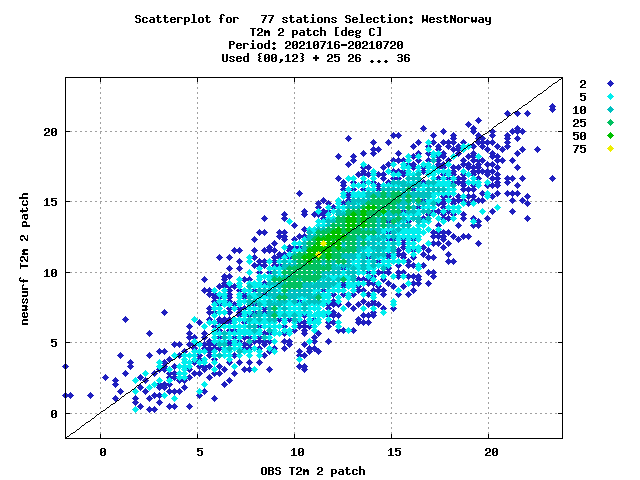 Scatterplot for   77 stations Selection: WestNorway
T2m 2 patch [deg C]
Period: 20210716-20210720
Used {00,12} + 25 26 ... 36
2
5
10
25
50
75
20
15
10
5
0
newsurf T2m 2 patch
0 5 10 15 20
OBS T2m 2 patch